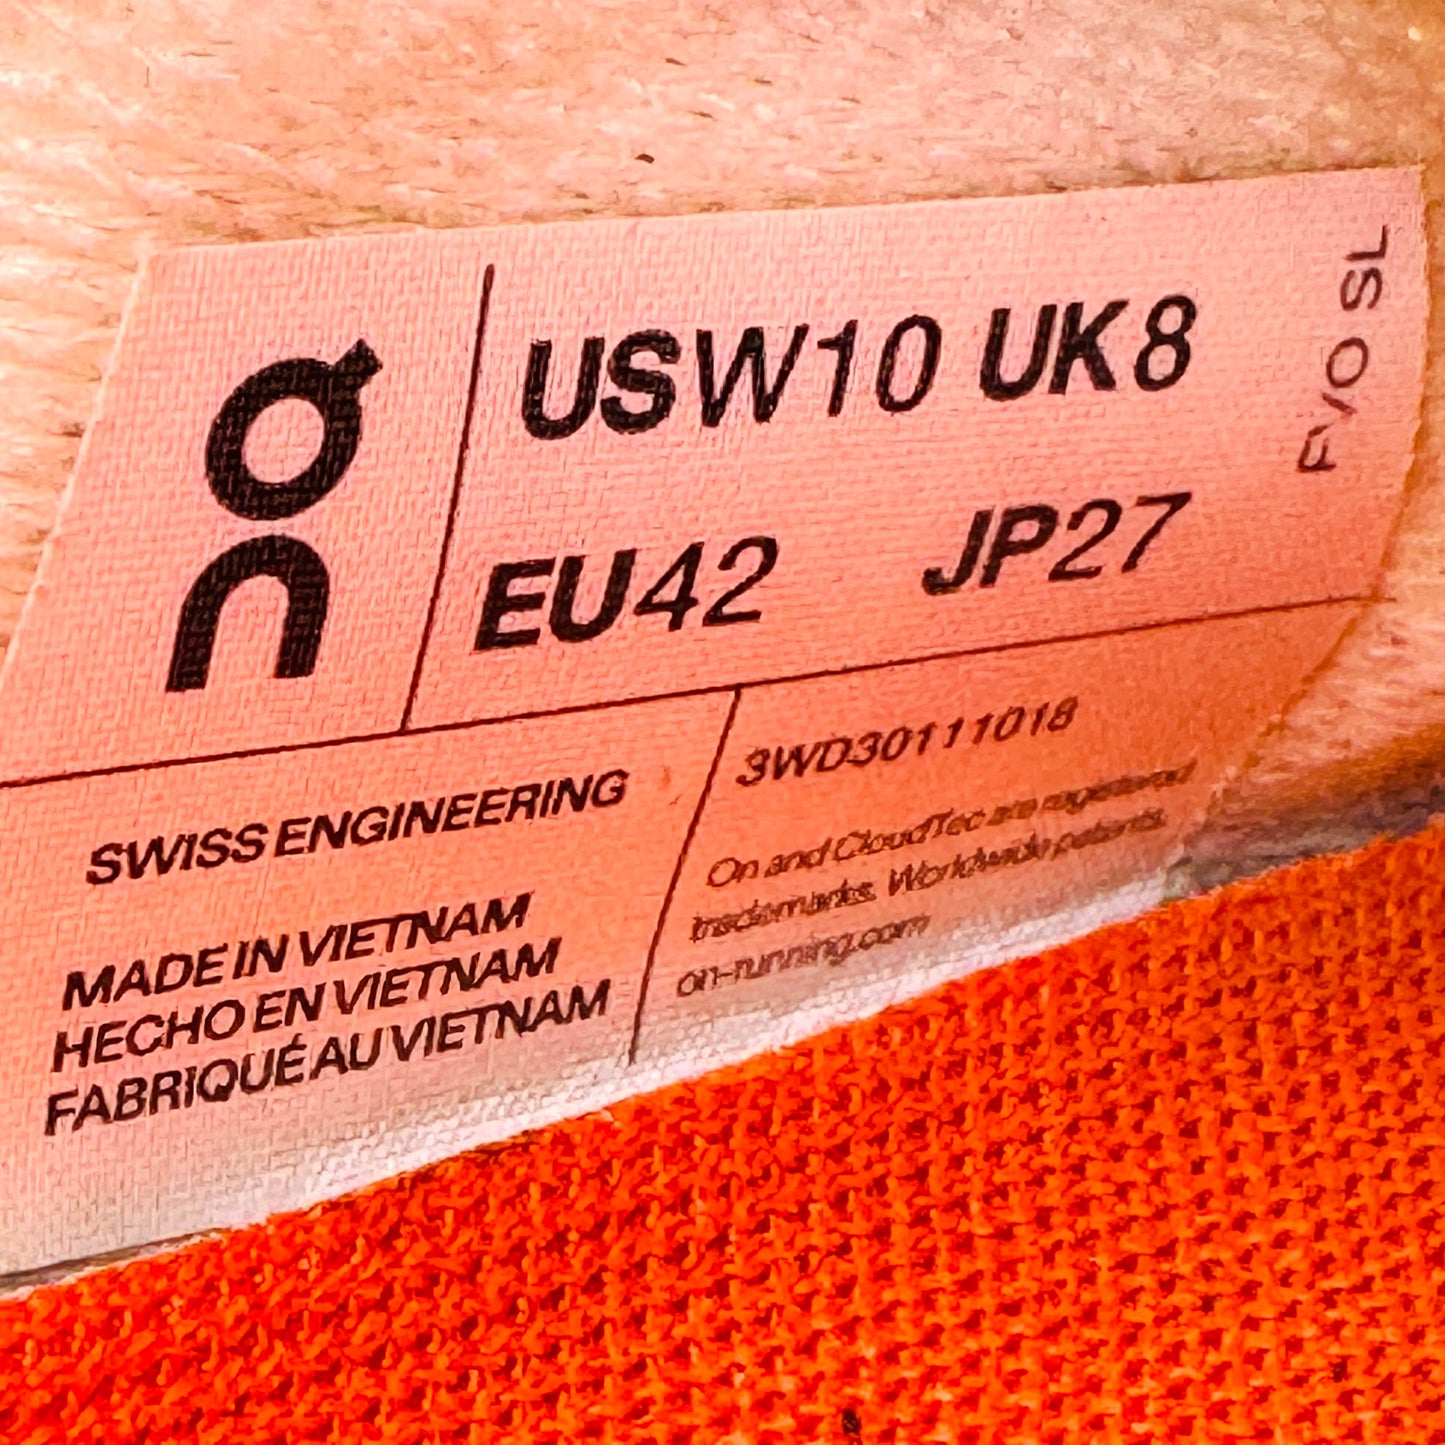 On
USW10 UK8
EU42 JP27
FVO SL
SWISS ENGINEERING
MADE IN VIETNAM
HECHO EN VIETNAM
FABRIQUÉ AU VIETNAM
3WD30111018
On and CloudTec are registered
trademarks. Worldwide patents.
on-running.com